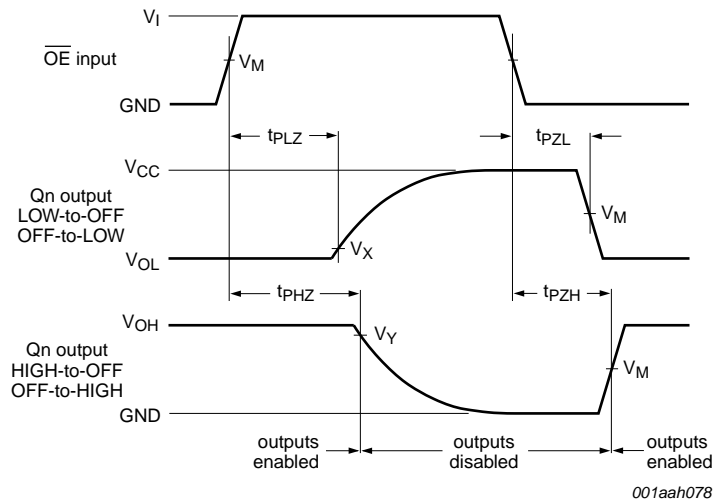 VI
OE input
VM
GND
tPLZ
tPZL
VCC
Qn output
LOW-to-OFF
OFF-to-LOW
VM
VX
VOL
tPHZ
tPZH
VOH
VY
Qn output
HIGH-to-OFF
OFF-to-HIGH
VM
GND
outputs
enabled
outputs
disabled
outputs
enabled
001aah078